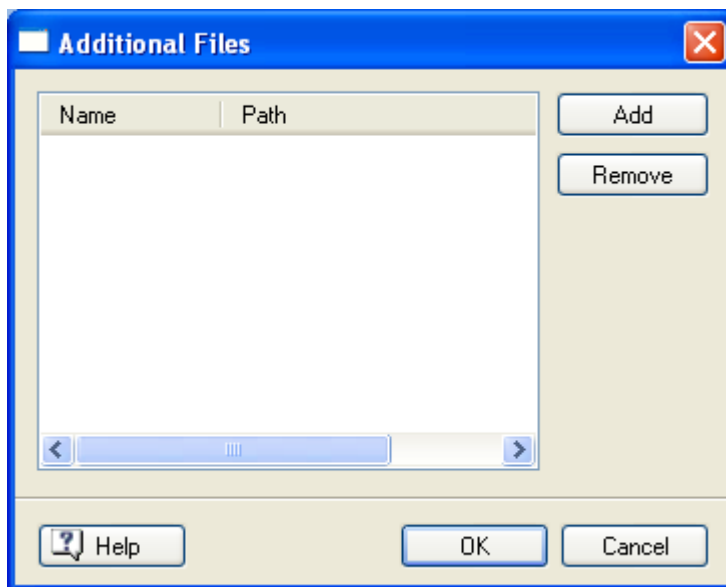 Additional Files
Name Path
Add
Remove
Help
OK
Cancel